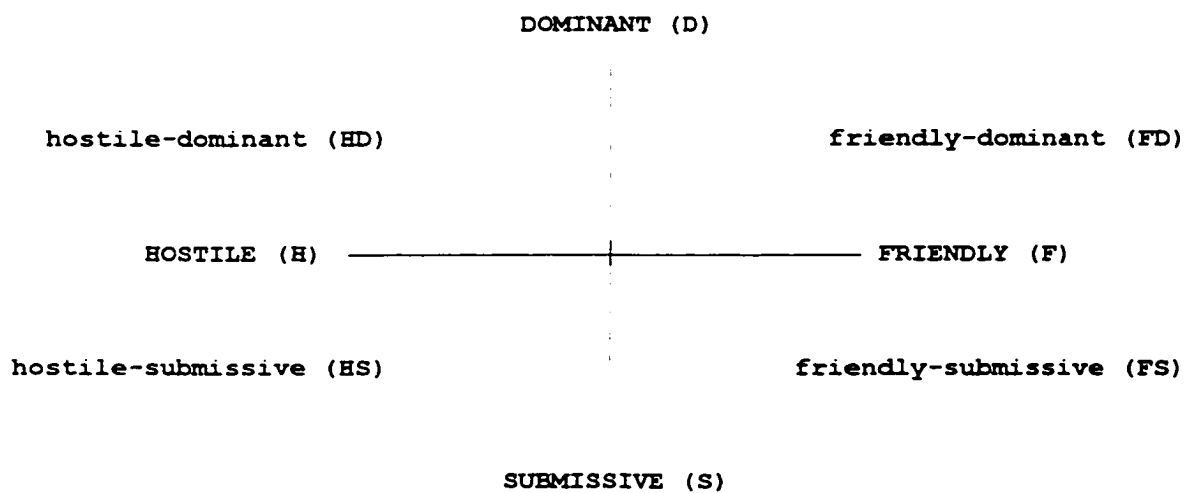 DOMINANT (D)
hostile-dominant (HD) friendly-dominant (FD)
HOSTILE (H) FRIENDLY (F)
hostile-submissive (HS) friendly-submissive (FS)
SUBMISSIVE (S)